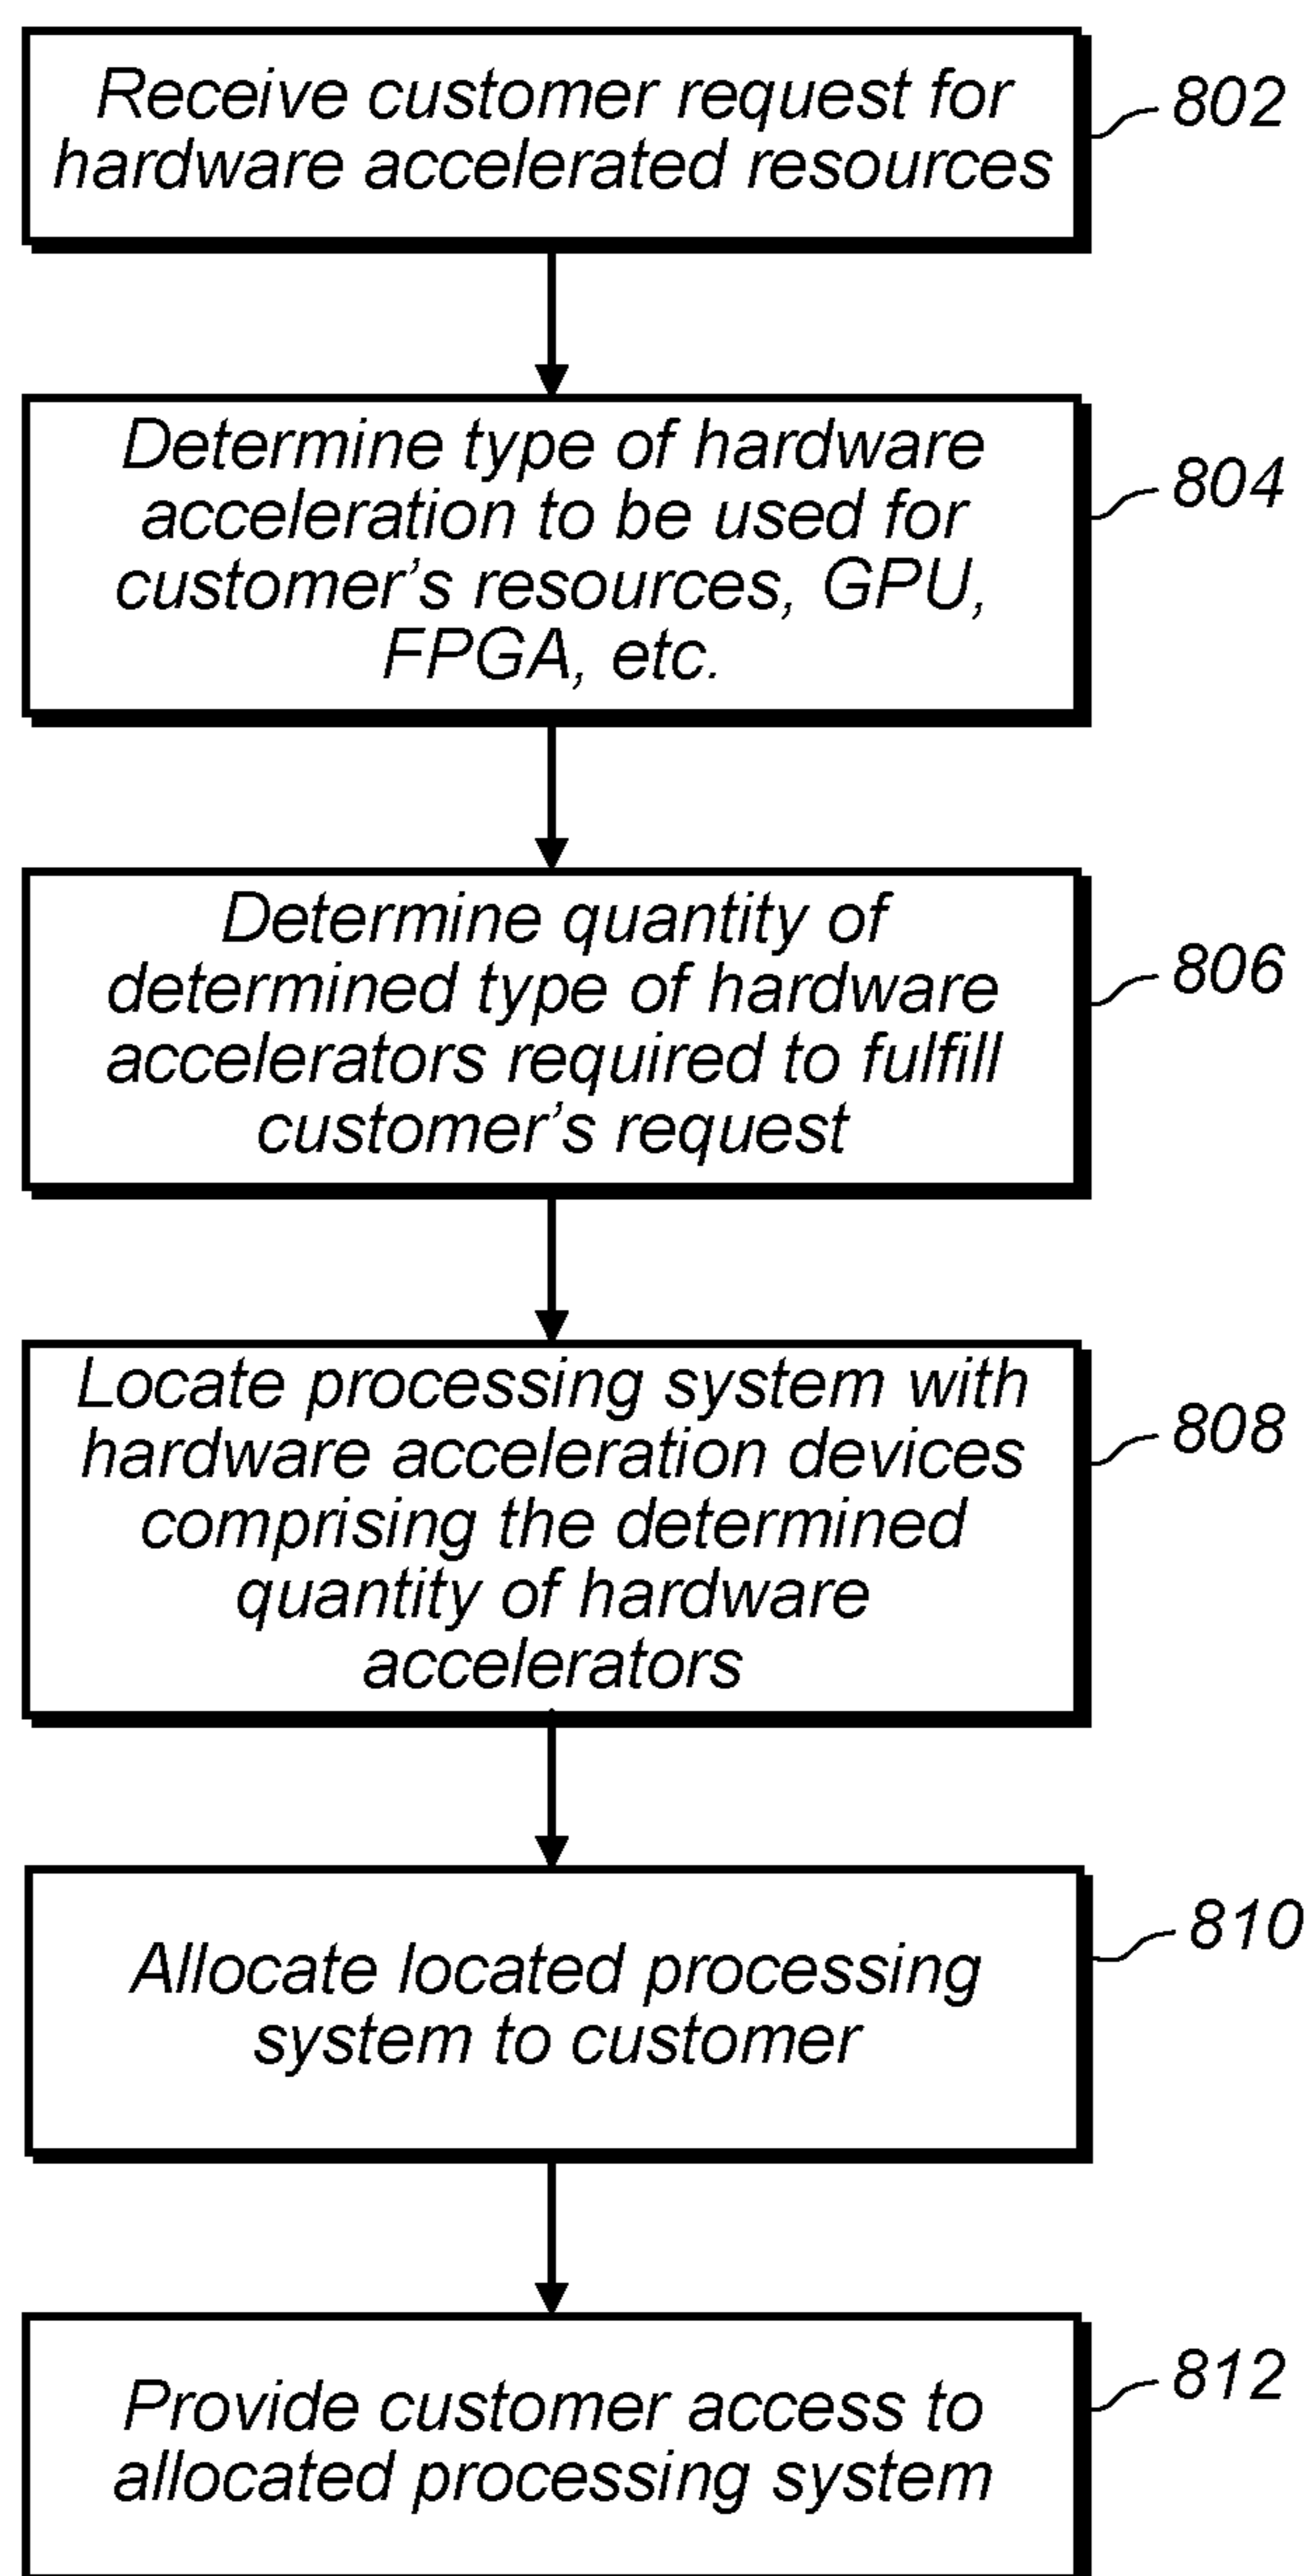 Receive customer request for
hardware accelerated resources
802
Determine type of hardware
acceleration to be used for
customer’s resources, GPU,
FPGA, etc.
804
Determine quantity of
determined type of hardware
accelerators required to fulfill
customer’s request
806
Locate processing system with
hardware acceleration devices
comprising the determined
quantity of hardware
accelerators
808
Allocate located processing
system to customer
810
Provide customer access to
allocated processing system
812